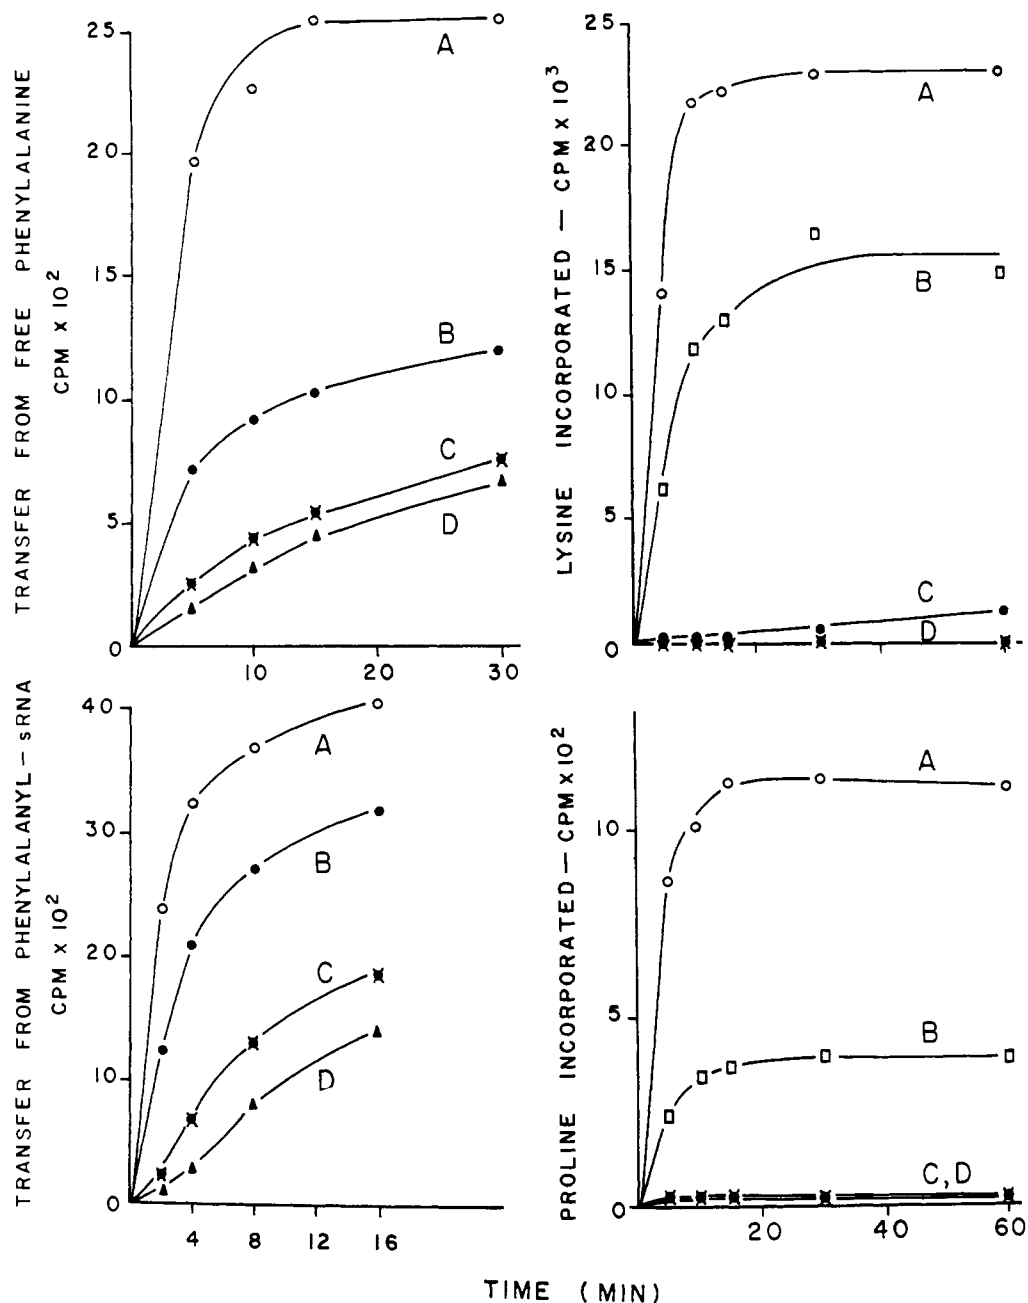 TRANSFER FROM FREE PHENYLALANINE
CPM x 10²
25
20
15
10
5
0
A
B
C
D
10
20
30
LYSINE INCORPORATED — CPM x 10³
25
20
15
10
5
0
A
B
C
D
TRANSFER FROM PHENYLALANYL — sRNA
CPM x 10²
40
30
20
10
0
A
B
C
D
4
8
12
16
PROLINE INCORPORATED — CPM x 10²
10
5
0
A
B
C, D
20
40
60
TIME (MIN)